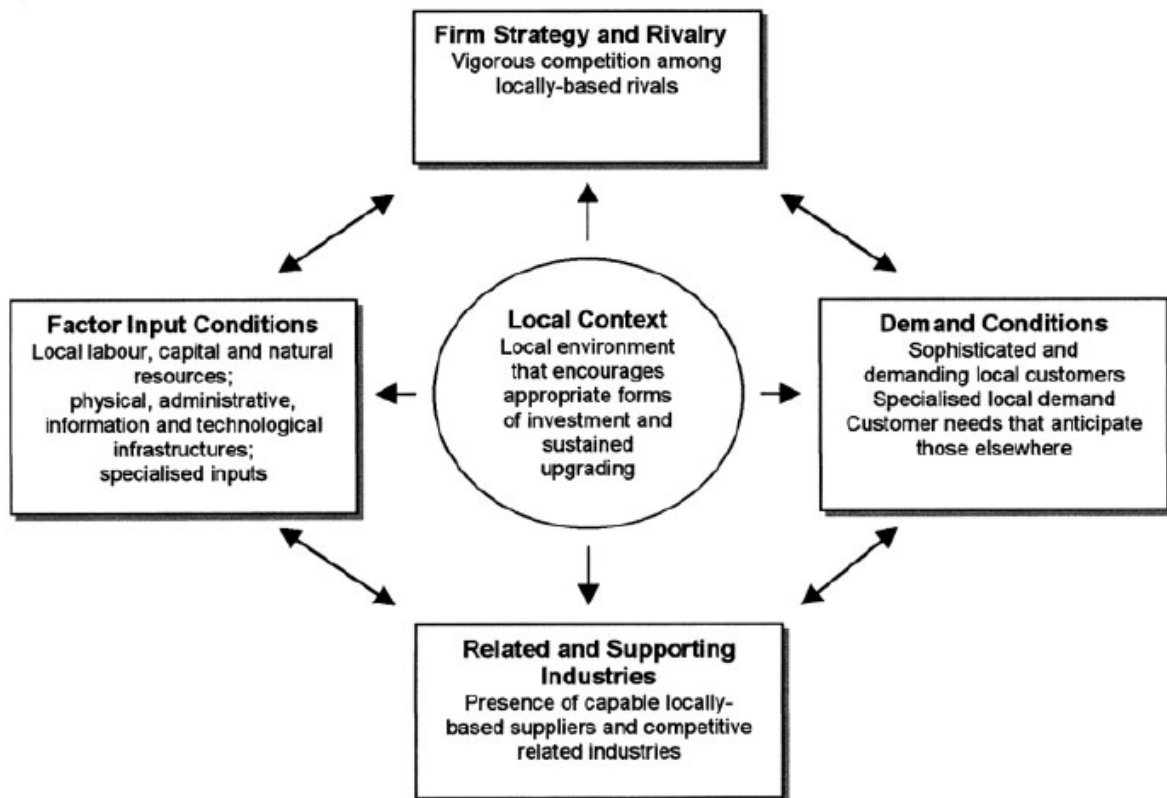 Firm Strategy and Rivalry
Vigorous competition among
locally-based rivals
Factor Input Conditions
Local labour, capital and natural
resources;
physical, administrative,
information and technological
infrastructures;
specialised inputs
Local Context
Local environment
that encourages
appropriate forms
of investment and
sustained
upgrading
Demand Conditions
Sophisticated and
demanding local customers
Specialised local demand
Customer needs that anticipate
those elsewhere
Related and Supporting
Industries
Presence of capable locally-
based suppliers and competitive
related industries